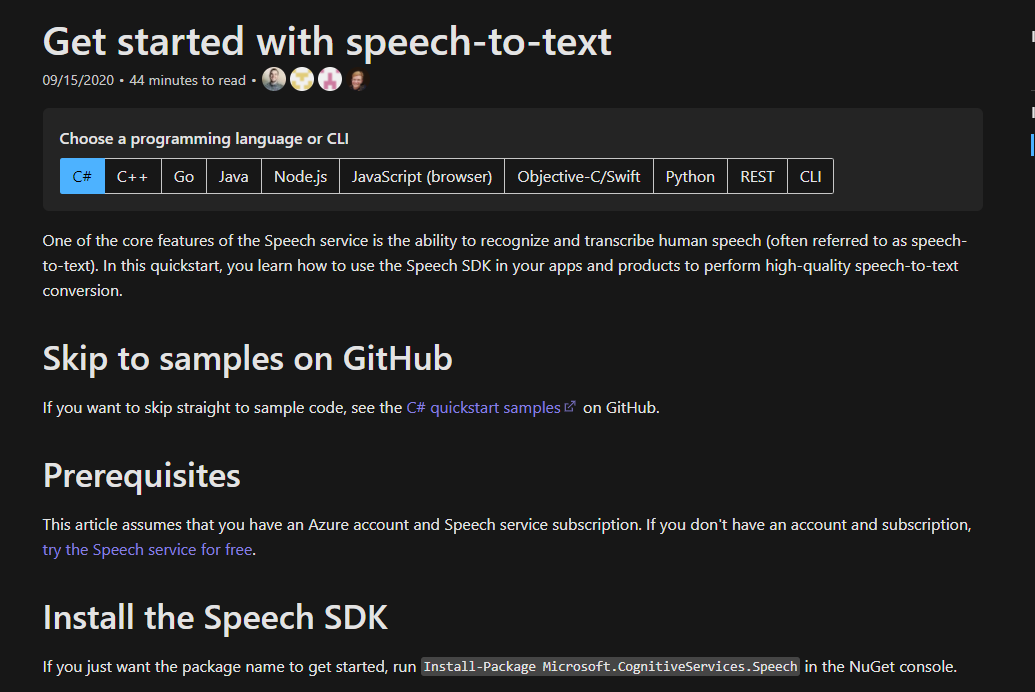 Get started with speech-to-text
09/15/2020 • 44 minutes to read •
Choose a programming language or CLI
C# C++ Go Java Node.js JavaScript (browser) Objective-C/Swift Python REST CLI
One of the core features of the Speech service is the ability to recognize and transcribe human speech (often referred to as speech-
to-text). In this quickstart, you learn how to use the Speech SDK in your apps and products to perform high-quality speech-to-text
conversion.
Skip to samples on GitHub
If you want to skip straight to sample code, see the C# quickstart samples on GitHub.
Prerequisites
This article assumes that you have an Azure account and Speech service subscription. If you don't have an account and subscription,
try the Speech service for free.
Install the Speech SDK
If you just want the package name to get started, run Install-Package Microsoft.CognitiveServices.Speech in the NuGet console.